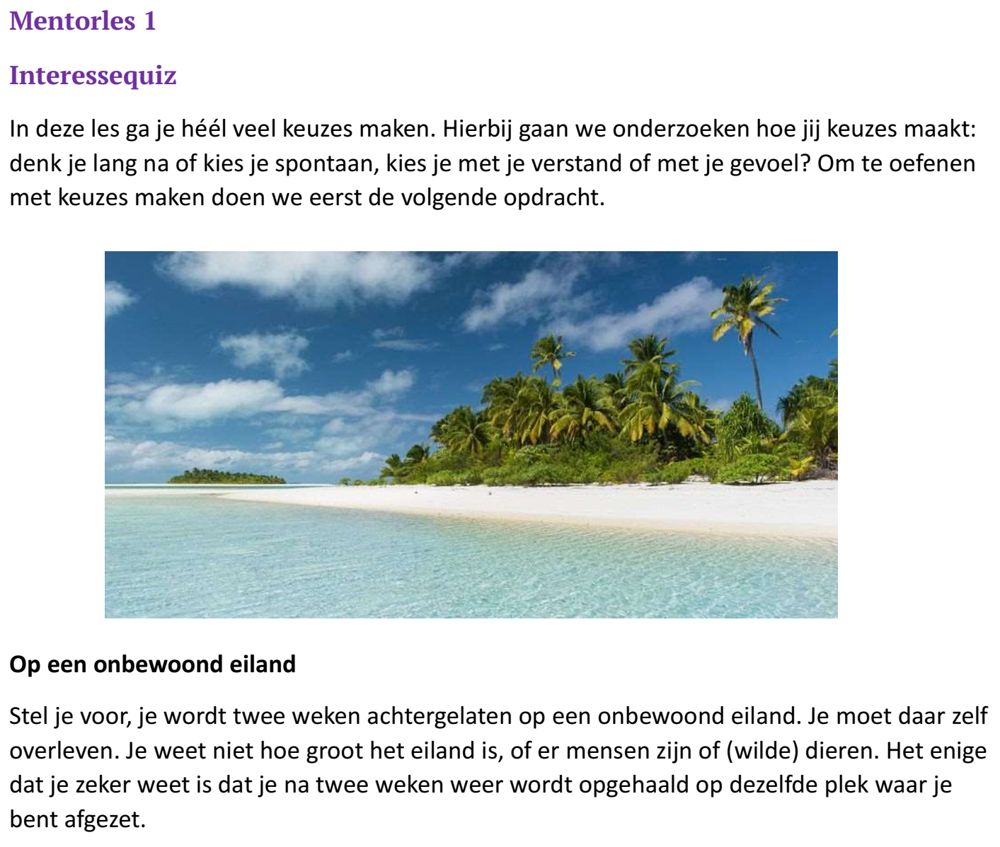 Mentorles 1
Interessequiz
In deze les ga je héél veel keuzes maken. Hierbij gaan we onderzoeken hoe jij keuzes maakt:
denk je lang na of kies je spontaan, kies je met je verstand of met je gevoel? Om te oefenen
met keuzes maken doen we eerst de volgende opdracht.
Op een onbewoond eiland
Stel je voor, je wordt twee weken achtergelaten op een onbewoond eiland. Je moet daar zelf
overleven. Je weet niet hoe groot het eiland is, of er mensen zijn of (wilde) dieren. Het enige
dat je zeker weet is dat je na twee weken weer wordt opgehaald op dezelfde plek waar je
bent afgezet.